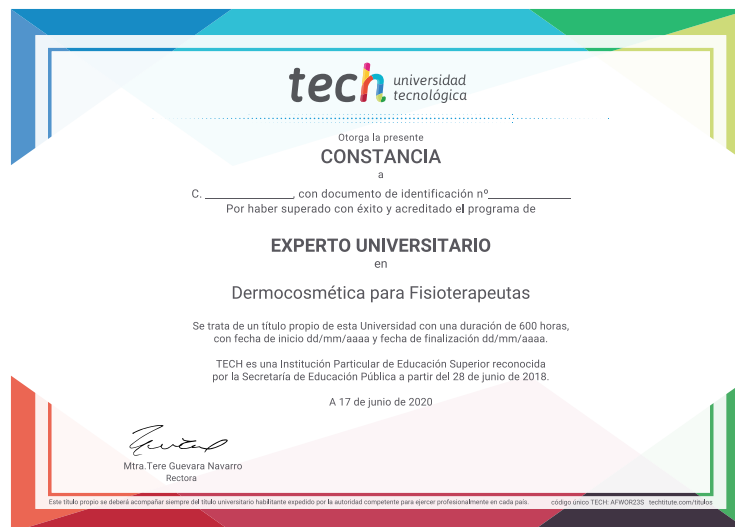 tech universidad
tecnológica
Otorga la presente
CONSTANCIA
a
C. ______________, con documento de identificación nº______________
Por haber superado con éxito y acreditado el programa de
EXPERTO UNIVERSITARIO
en
Dermocosmética para Fisioterapeutas
Se trata de un título propio de esta Universidad con una duración de 600 horas,
con fecha de inicio dd/mm/aaaa y fecha de finalización dd/mm/aaaa.
TECH es una Institución Particular de Educación Superior reconocida
por la Secretaría de Educación Pública a partir del 28 de junio de 2018.
A 17 de junio de 2020
Mtra.Tere Guevara Navarro
Rectora
Este título propio se deberá acompañar siempre del título universitario habilitante expedido por la autoridad competente para ejercer profesionalmente en cada país. código único TECH: AFWOR23S techtitute.com/titulos